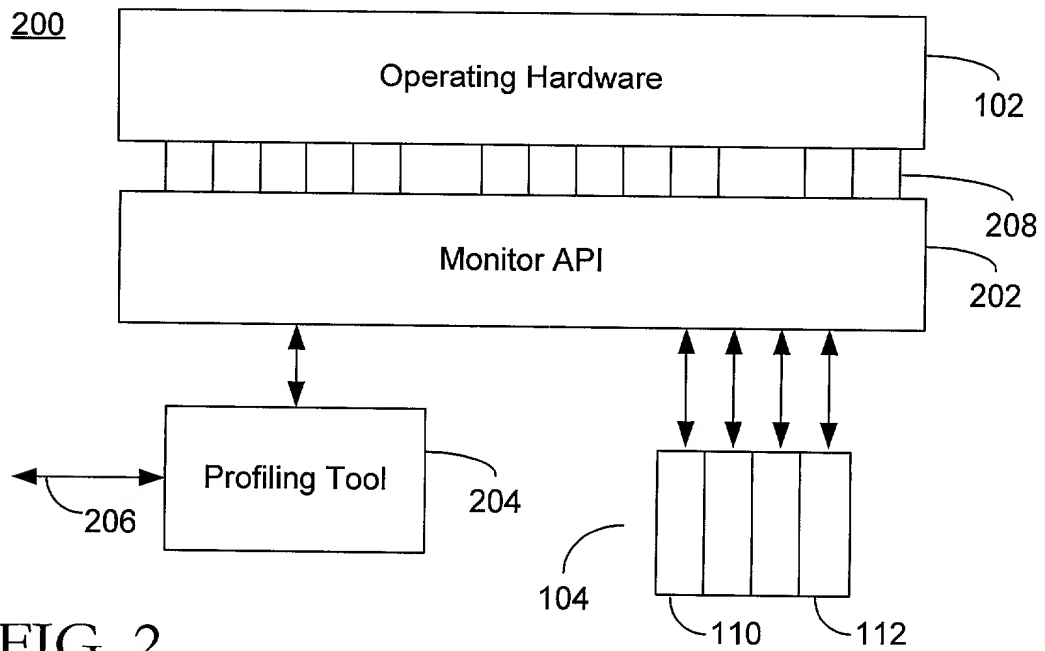 200
Operating Hardware
102
208
Monitor API
202
Profiling Tool
204
206
104
110
112
FIG. 2